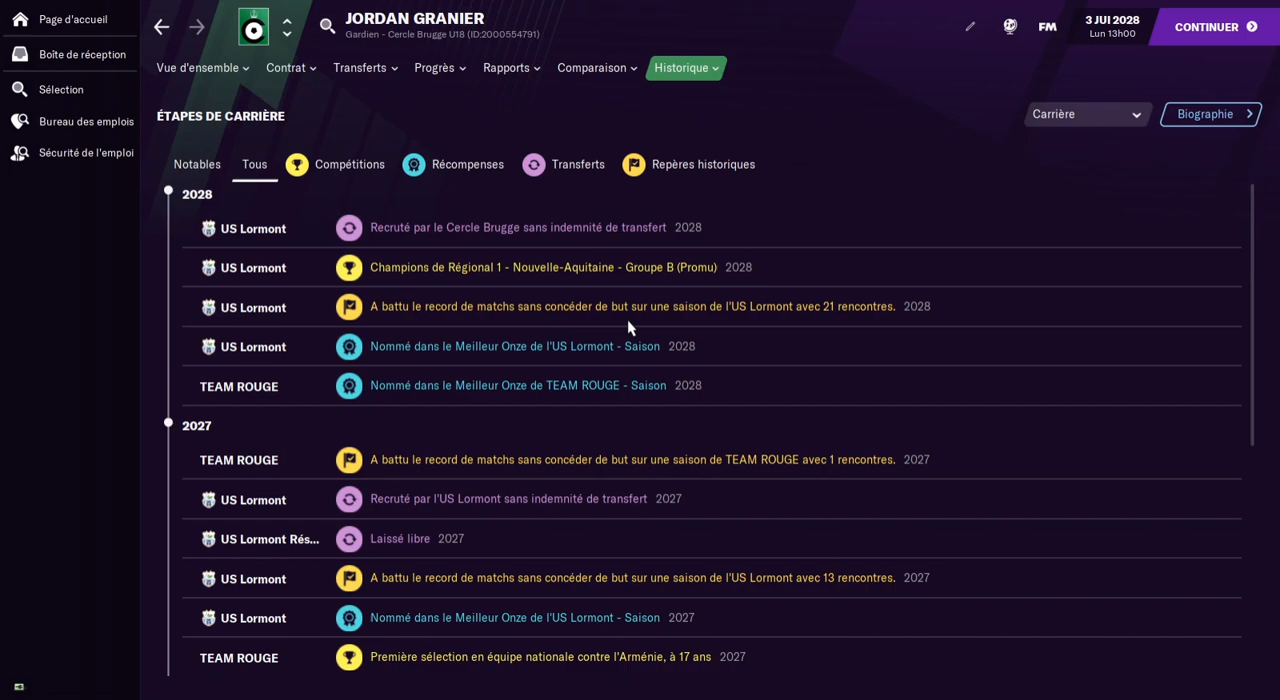 Page d'accueil
Boîte de réception
Sélection
Bureau des emplois
Sécurité de l'emploi
JORDAN GRANIER
Gardien - Cercle Brugge U18 (ID:2000554791)
FM
3 JUI 2028
Lun 13h00
CONTINUER
Vue d'ensemble Contrat Transferts Progrès Rapports Comparaison Historique
ÉTAPES DE CARRIÈRE
Carrière
Biographie
Notables Tous Compétitions Récompenses Transferts Repères historiques
2028
US Lormont Recruté par le Cercle Brugge sans indemnité de transfert 2028
US Lormont Champions de Régional 1 - Nouvelle-Aquitaine - Groupe B (Promu) 2028
US Lormont A battu le record de matchs sans concéder de but sur une saison de l'US Lormont avec 21 rencontres. 2028
US Lormont Nommé dans le Meilleur Onze de l'US Lormont - Saison 2028
TEAM ROUGE Nommé dans le Meilleur Onze de TEAM ROUGE - Saison 2028
2027
TEAM ROUGE A battu le record de matchs sans concéder de but sur une saison de TEAM ROUGE avec 1 rencontres. 2027
US Lormont Recruté par l'US Lormont sans indemnité de transfert 2027
US Lormont Rés... Laissé libre 2027
US Lormont A battu le record de matchs sans concéder de but sur une saison de l'US Lormont avec 13 rencontres. 2027
US Lormont Nommé dans le Meilleur Onze de l'US Lormont - Saison 2027
TEAM ROUGE Première sélection en équipe nationale contre l'Arménie, à 17 ans 2027